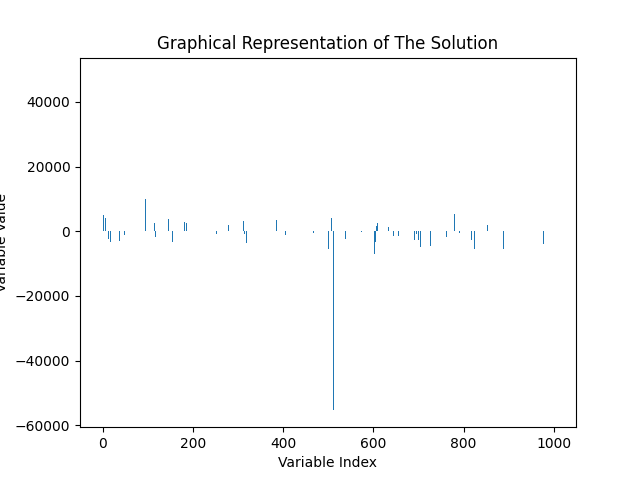 Graphical Representation of The Solution
40000
20000
0
−20000
−40000
−60000
Variable Value
0 200 400 600 800 1000
Variable Index